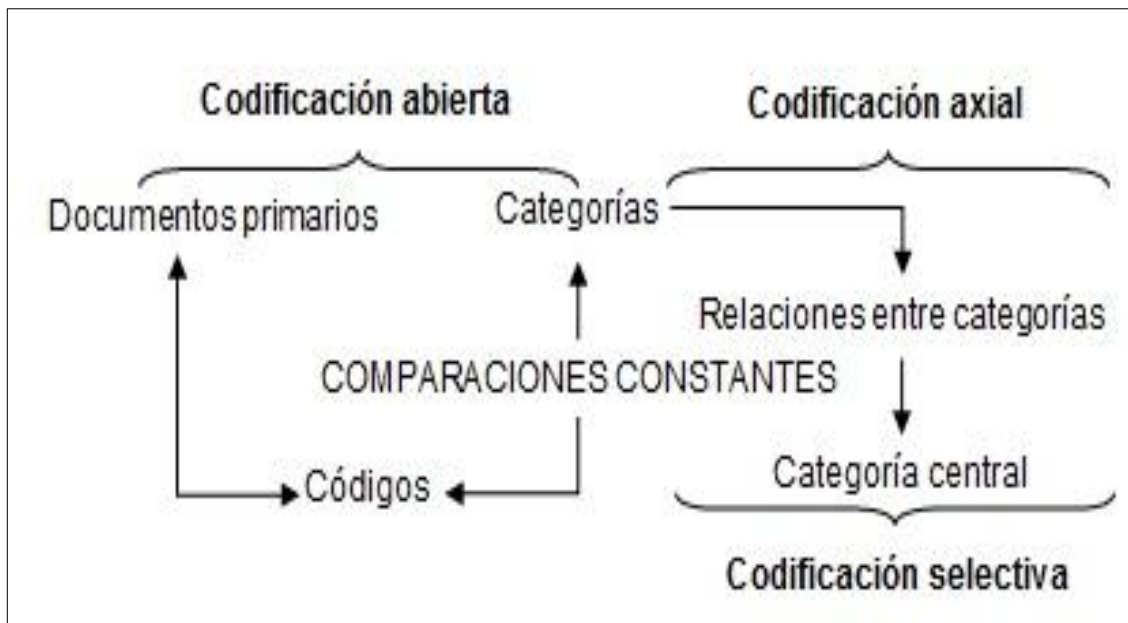 Codificación abierta
Codificación axial
Documentos primarios
Categorías
Relaciones entre categorías
COMPARACIONES CONSTANTES
Códigos
Categoría central
Codificación selectiva